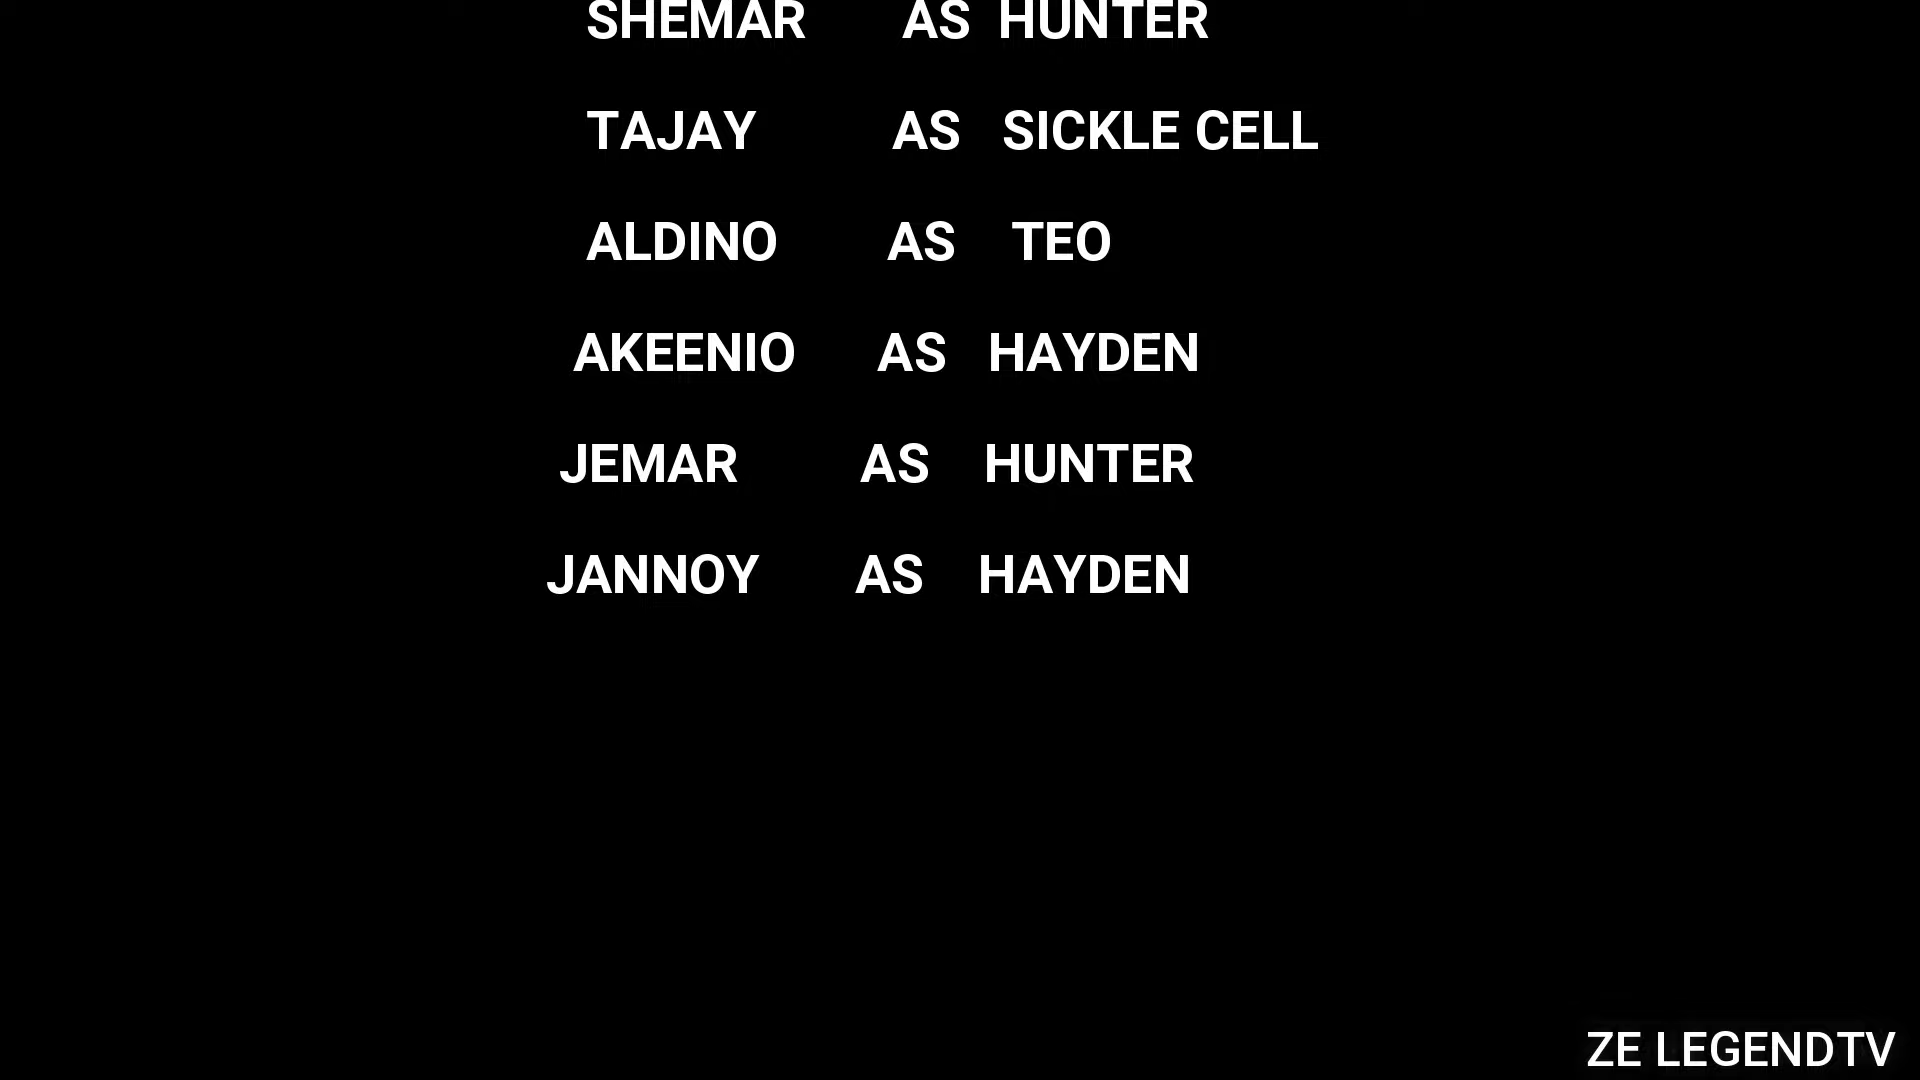 SHEMAR AS HUNTER
TAJAY AS SICKLE CELL
ALDINO AS TEO
AKEENIO AS HAYDEN
JEMAR AS HUNTER
JANNOY AS HAYDEN
ZE LEGENDTV